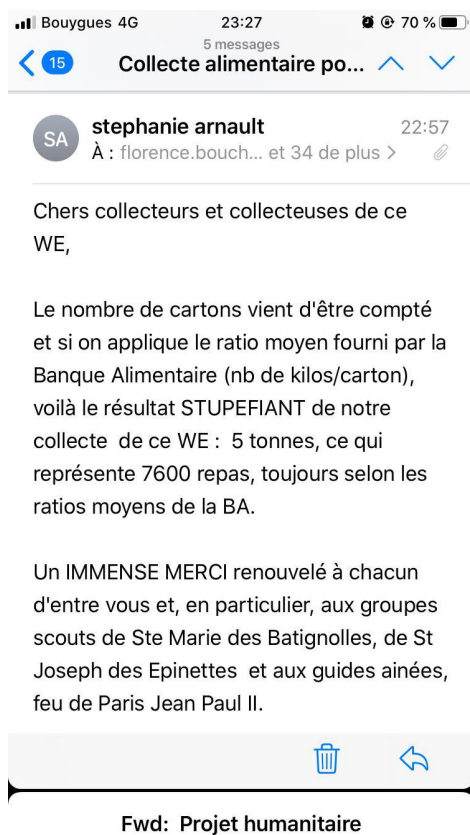 Bouygues 4G 23:27 70 %
5 messages
15 Collecte alimentaire po...
SA stephanie arnault 22:57
À : florence.bouch... et 34 de plus >
Chers collecteurs et collecteuses de ce
WE,
Le nombre de cartons vient d'être compté
et si on applique le ratio moyen fourni par la
Banque Alimentaire (nb de kilos/carton),
voilà le résultat STUPEFIANT de notre
collecte de ce WE : 5 tonnes, ce qui
représente 7600 repas, toujours selon les
ratios moyens de la BA.
Un IMMENSE MERCI renouvelé à chacun
d'entre vous et, en particulier, aux groupes
scouts de Ste Marie des Batignolles, de St
Joseph des Epinettes et aux guides ainées,
feu de Paris Jean Paul II.
Fwd: Projet humanitaire